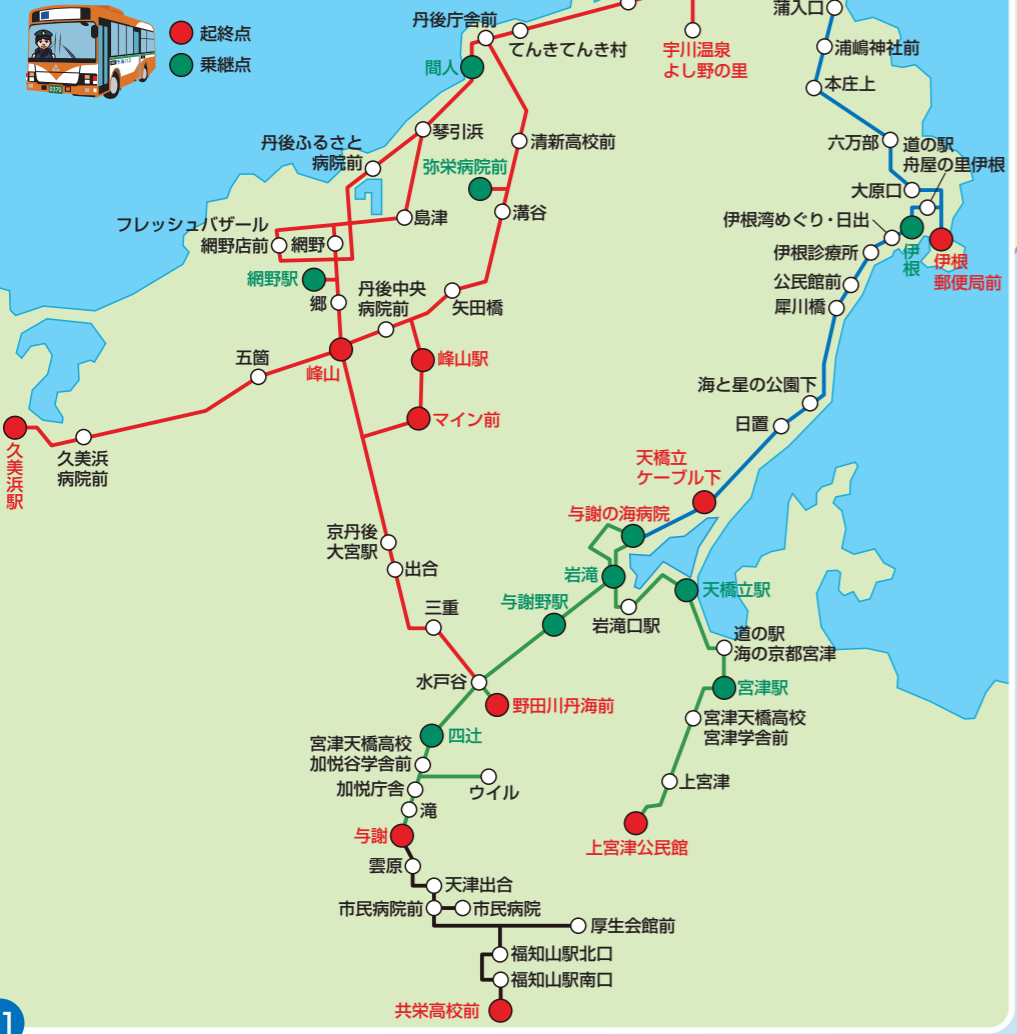 起終点
乗継点
0370
丹後庁舎前
てんきてんき村
間人
宇川温泉
よし野の里
蒲入口
浦嶋神社前
本庄上
六万部
道の駅
舟屋の里伊根
大原口
伊根湾めぐり・日出
伊根
伊根
郵便局前
伊根診療所
公民館前
犀川橋
海と星の公園下
日置
天橋立
ケーブル下
与謝の海病院
琴引浜
丹後ふるさと
病院前
清新高校前
弥栄病院前
溝谷
島津
フレッシュバザール
網野店前
網野
網野駅
郷
丹後中央
病院前
矢田橋
峰山
峰山駅
マイン前
五箇
久美浜駅
久美浜
病院前
京丹後
大宮駅
出合
三重
水戸谷
野田川丹海前
与謝野駅
岩滝
岩滝口駅
天橋立駅
道の駅
海の京都宮津
宮津駅
宮津天橋高校
宮津学舎前
上宮津
上宮津公民館
四辻
宮津天橋高校
加悦谷学舎前
加悦庁舎
ウイル
滝
与謝
雲原
天津出合
市民病院前
市民病院
厚生会館前
福知山駅北口
福知山駅南口
共栄高校前
1